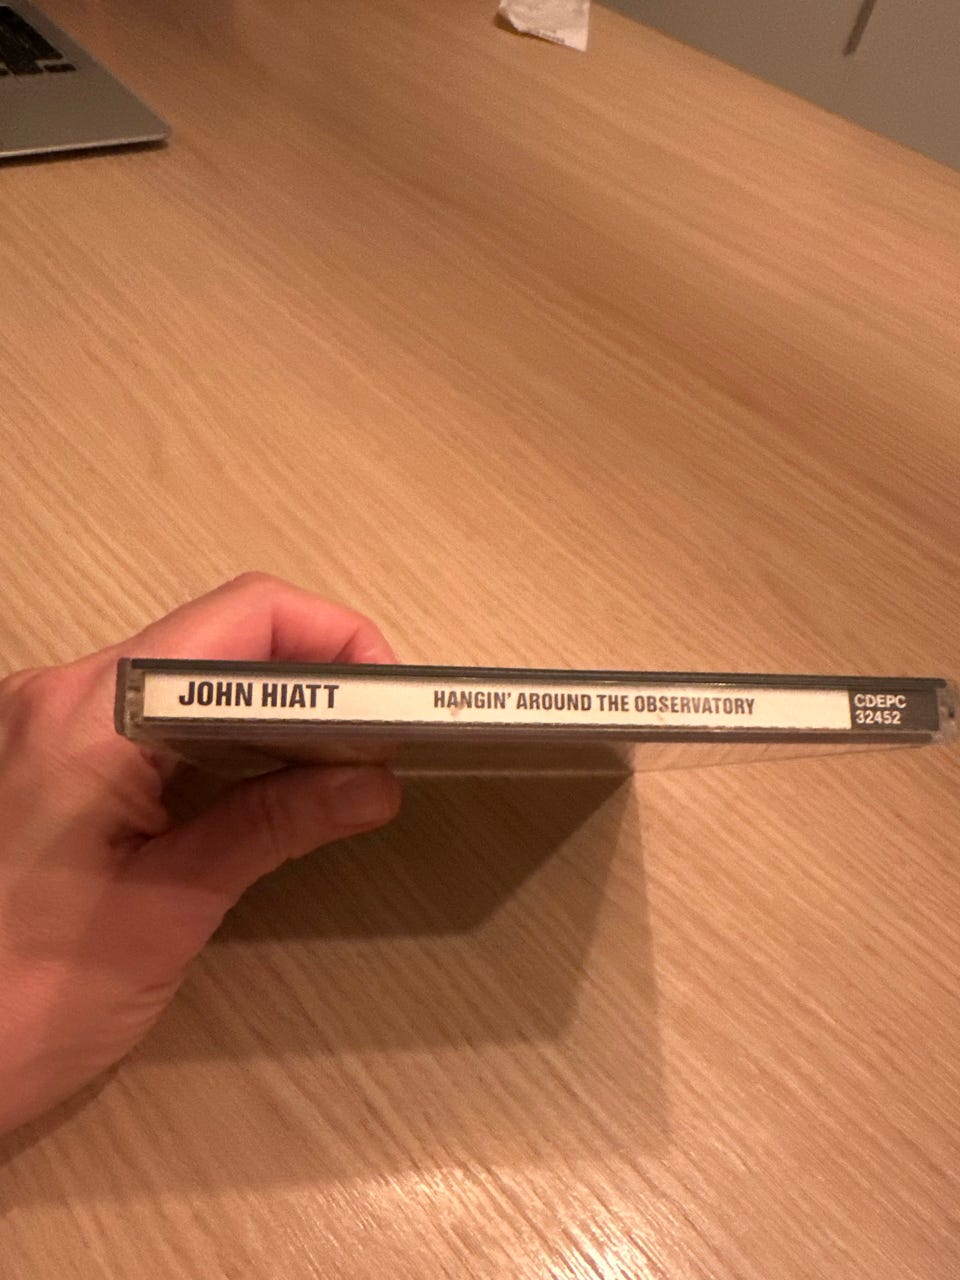 JOHN HIATT
HANGIN' AROUND THE OBSERVATORY
CDEPC
32452